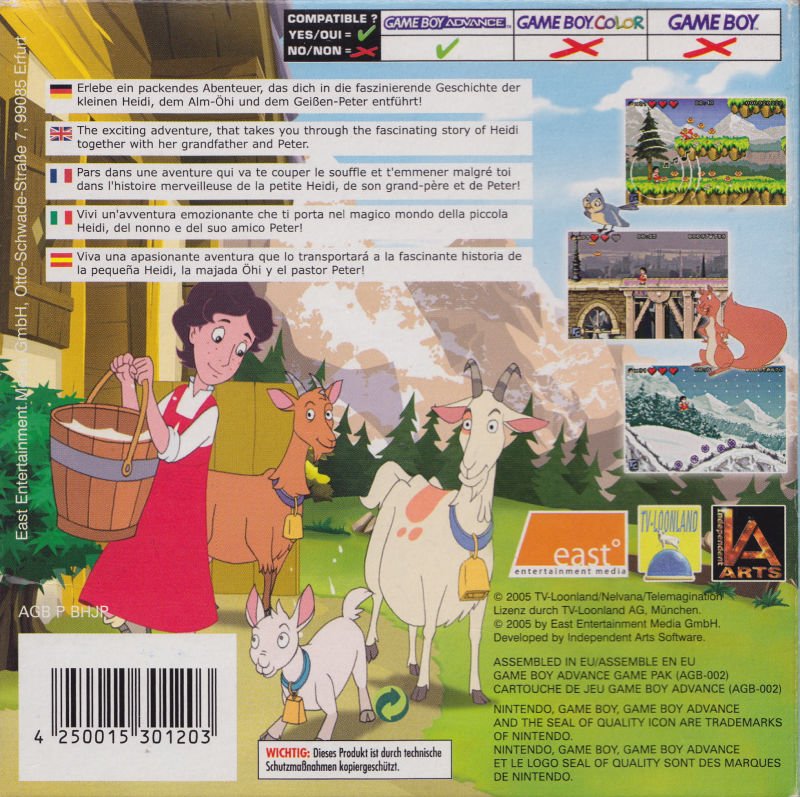 COMPATIBLE ?
YES/OUI =
NO/NON =
GAME BOY ADVANCE™
GAME BOY COLOR
GAME BOY™
Erlebe ein packendes Abenteuer, das dich in die faszinierende Geschichte der
kleinen Heidi, dem Alm-Öhi und dem Geißen-Peter entführt!
The exciting adventure, that takes you through the fascinating story of Heidi
together with her grandfather and Peter.
Pars dans une aventure qui va te couper le souffle et t'emmener malgré toi
dans l'histoire merveilleuse de la petite Heidi, de son grand-père et de Peter!
Vivi un'avventura emozionante che ti porta nel magico mondo della piccola
Heidi, del nonno e del suo amico Peter!
Viva una apasionante aventura que lo transportará a la fascinante historia de
la pequeña Heidi, la majada Öhi y el pastor Peter!
East Entertainment Media GmbH, Otto-Schwade-Straße 7, 99085 Erfurt
AGB P BHJP
east°
entertainment media
TV-LOONLAND
Independent
IA
ARTS
© 2005 TV-Loonland/Nelvana/Telemagination
Lizenz durch TV-Loonland AG, München.
© 2005 by East Entertainment Media GmbH.
Developed by Independent Arts Software.
ASSEMBLED IN EU/ASSEMBLE EN EU
GAME BOY ADVANCE GAME PAK (AGB-002)
CARTOUCHE DE JEU GAME BOY ADVANCE (AGB-002)
NINTENDO, GAME BOY, GAME BOY ADVANCE
AND THE SEAL OF QUALITY ICON ARE TRADEMARKS
OF NINTENDO.
NINTENDO, GAME BOY, GAME BOY ADVANCE
ET LE LOGO SEAL OF QUALITY SONT DES MARQUES
DE NINTENDO.
4 250015 301203
WICHTIG: Dieses Produkt ist durch technische
Schutzmaßnahmen kopiergeschützt.